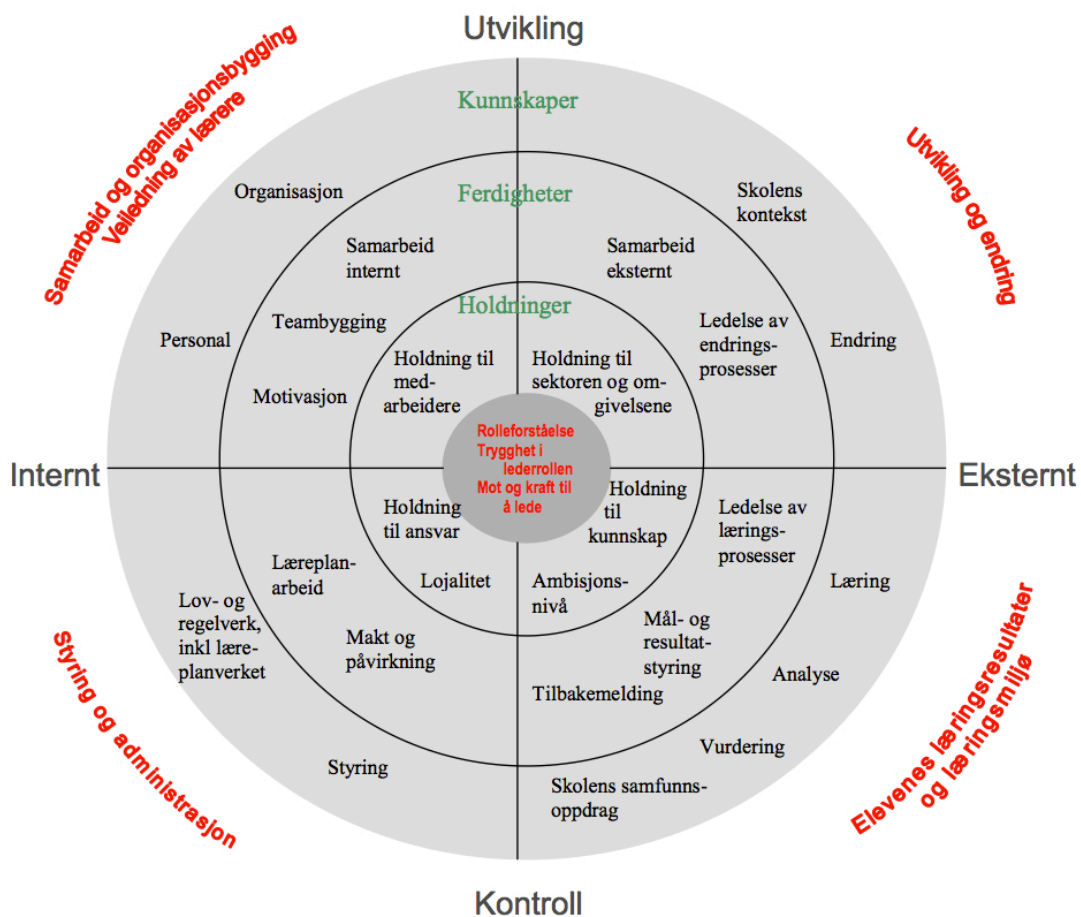 Utvikling
Samarbeid og organisasjonsbygging
Veiledning av lærere
Utvikling og endring
Kunnskaper
Organisasjon
Ferdigheter
Skolens
kontekst
Samarbeid
internt
Samarbeid
eksternt
Holdninger
Personal
Teambygging
Ledelse av
endrings-
prosesser
Endring
Holdning til
med-
arbeidere
Holdning til
sektoren og om-
givelsene
Motivasjon
Rolleforståelse
Trygghet i
lederrollen
Mot og kraft til
å lede
Internt
Eksternt
Holdning
til ansvar
Holdning
til
kunnskap
Ledelse av
lærings-
prosesser
Læreplan-
arbeid
Lojalitet
Ambisjons-
nivå
Læring
Lov- og
regelverk,
inkl lære-
planverket
Makt og
påvirkning
Mål- og
resultat-
styring
Tilbakemelding
Analyse
Styring
Vurdering
Skolens samfunns-
oppdrag
Styring og administrasjon
Elevenes læringsresultater
og læringsmiljø
Kontroll